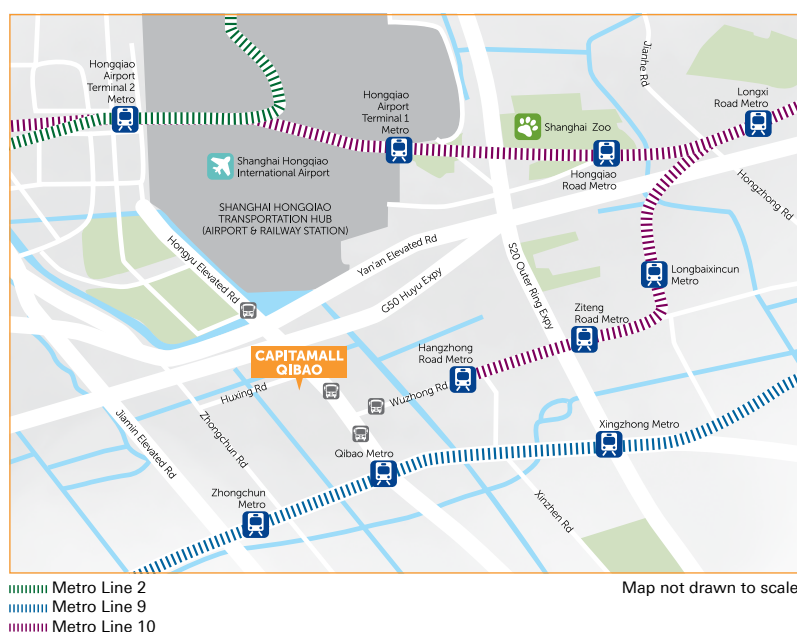 Hongqiao
Airport
Terminal 2
Metro
Hongqiao
Airport
Terminal 1
Metro
Jianhe Rd
Longxi
Road Metro
Shanghai Zoo
Shanghai Hongqiao
International Airport
Hongqiao
Road Metro
Hongzhong Rd
SHANGHAI HONGQIAO
TRANSPORTATION HUB
(AIRPORT & RAILWAY STATION)
Hongyu Elevated Rd
Yan'an Elevated Rd
G50 Huyu Expy
S20 Outer Ring Expy
Longbaixincun
Metro
Ziteng
Road Metro
Hangzhong
Road Metro
CAPITAMALL
QIBAO
Huxing Rd
Wuzhong Rd
Jiamin Elevated Rd
Zhongchun Rd
Xingzhong Metro
Qibao Metro
Zhongchun
Metro
Xinzhen Rd
Metro Line 2
Map not drawn to scale
Metro Line 9
Metro Line 10